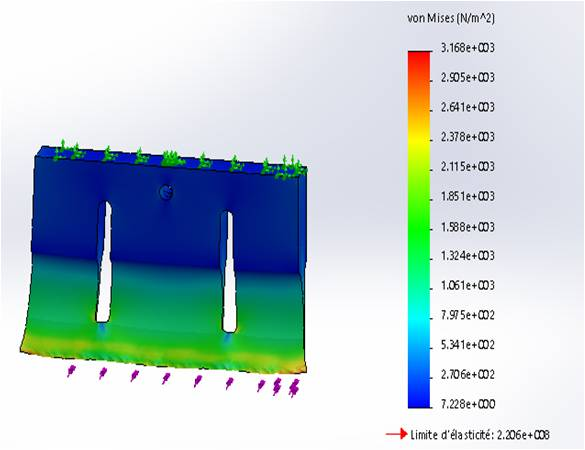 von Mises (N/m^2)
3.168e+003
2.905e+003
2.641e+003
2.378e+003
2.115e+003
1.851e+003
1.588e+003
1.324e+003
1.061e+003
7.975e+002
5.341e+002
2.706e+002
7.228e+000
Limite d'élasticité: 2.206e+008